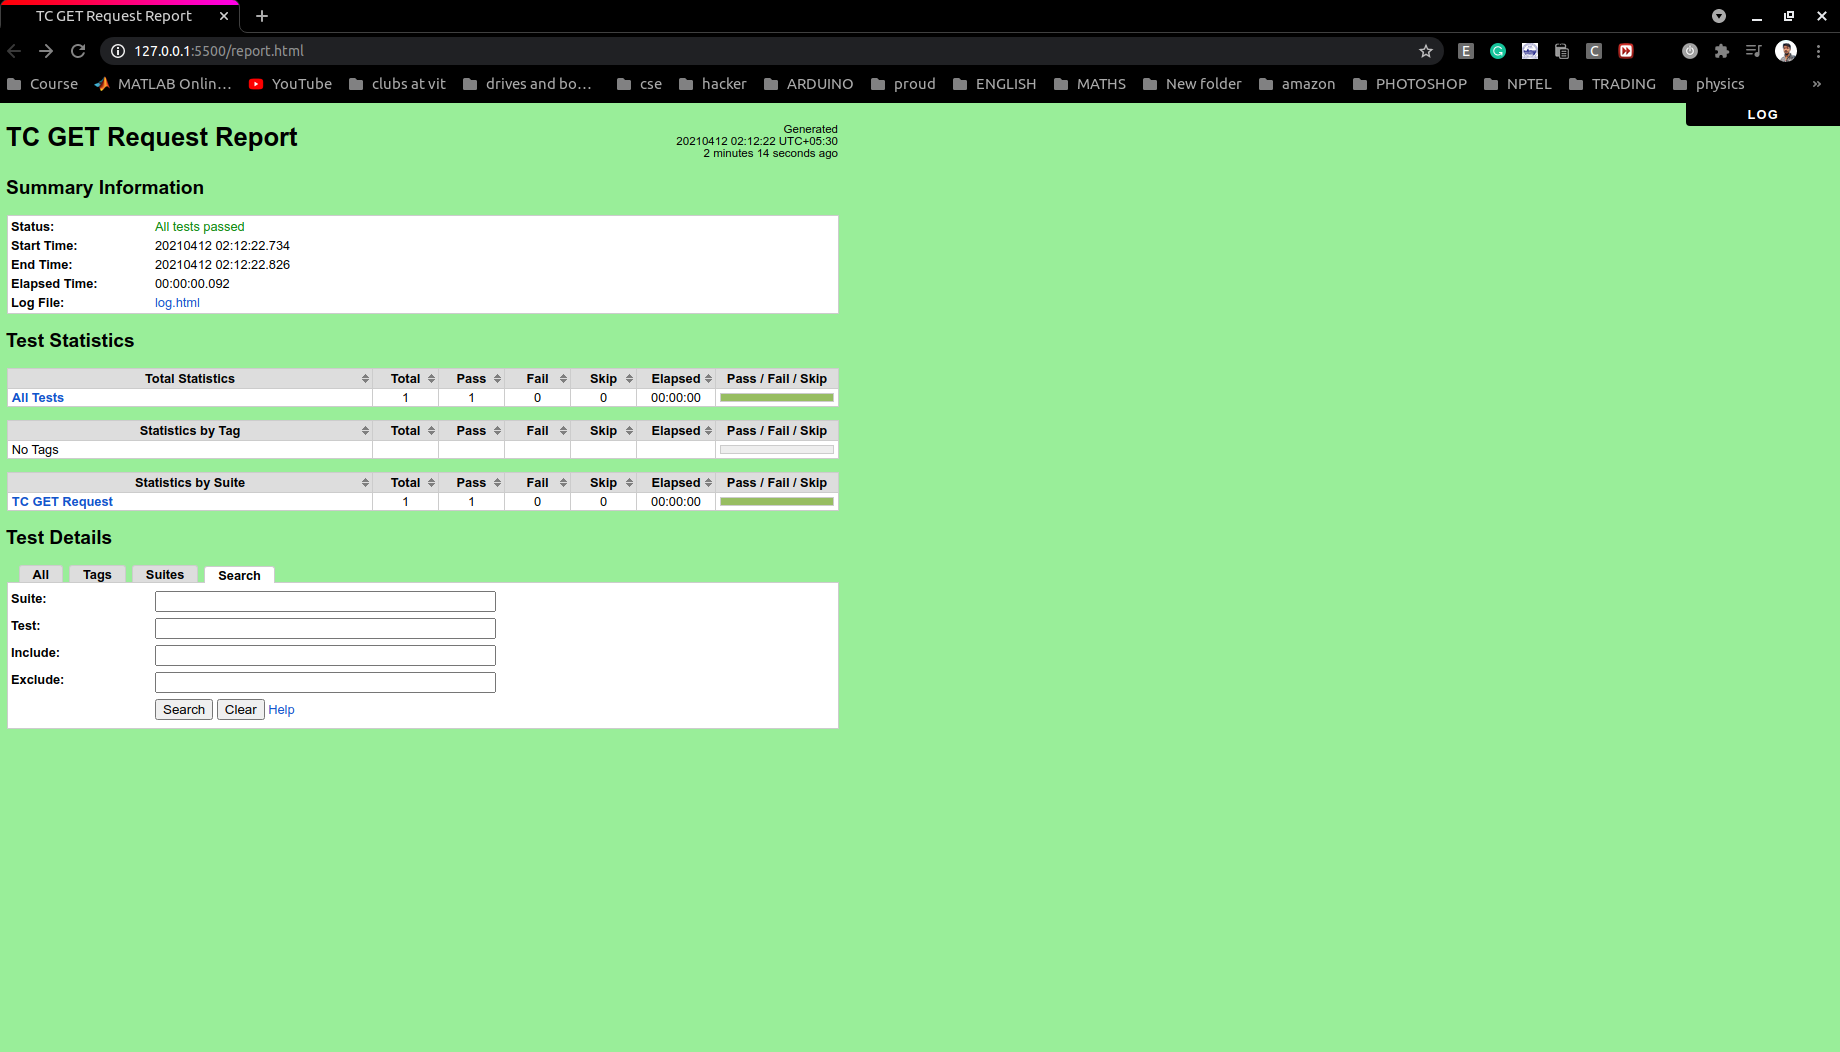 TC GET Request Report
127.0.0.1:5500/report.html
E G C
Course MATLAB Onlin… YouTube clubs at vit drives and bo… cse hacker ARDUINO proud ENGLISH MATHS New folder amazon PHOTOSHOP NPTEL TRADING physics »
LOG
TC GET Request Report
Generated
20210412 02:12:22 UTC+05:30
2 minutes 14 seconds ago
Summary Information
Status: All tests passed
Start Time: 20210412 02:12:22.734
End Time: 20210412 02:12:22.826
Elapsed Time: 00:00:00.092
Log File: log.html
Test Statistics
Total Statistics Total Pass Fail Skip Elapsed Pass / Fail / Skip
All Tests 1 1 0 0 00:00:00
Statistics by Tag Total Pass Fail Skip Elapsed Pass / Fail / Skip
No Tags
Statistics by Suite Total Pass Fail Skip Elapsed Pass / Fail / Skip
TC GET Request 1 1 0 0 00:00:00
Test Details
All Tags Suites Search
Suite:
Test:
Include:
Exclude:
Search Clear Help